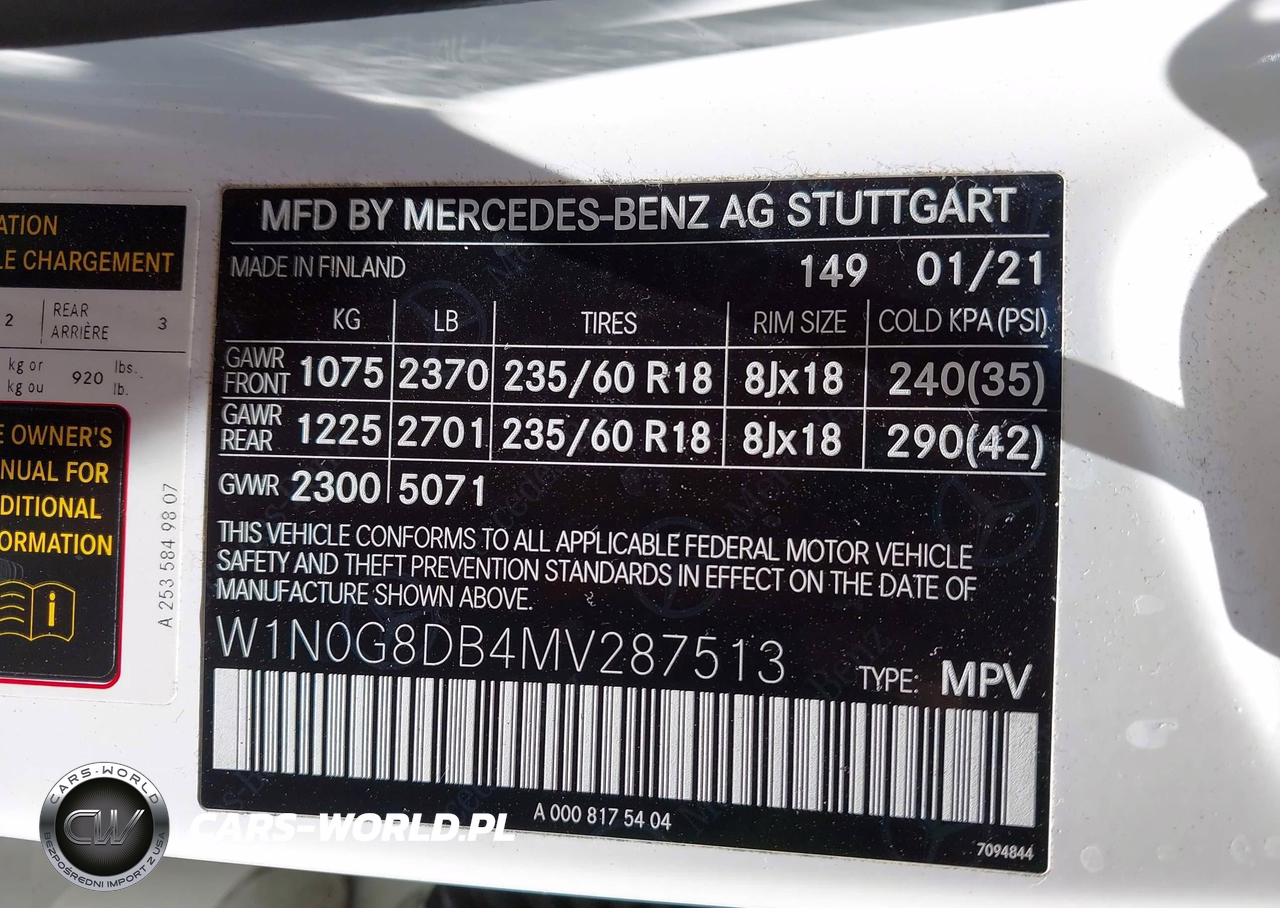 ATION
LE CHARGEMENT
2 REAR ARRIÈRE 3
kg or
kg ou 920 lbs.
lb.
E OWNER'S
NUAL FOR
DITIONAL
ORMATION
i
A 253 584 98 07
MFD BY MERCEDES-BENZ AG STUTTGART
MADE IN FINLAND 149 01/21
KG LB TIRES RIM SIZE COLD KPA (PSI)
GAWR FRONT 1075 2370 235/60 R18 8Jx18 240(35)
GAWR REAR 1225 2701 235/60 R18 8Jx18 290(42)
GVWR 2300 5071
THIS VEHICLE CONFORMS TO ALL APPLICABLE FEDERAL MOTOR VEHICLE
SAFETY AND THEFT PREVENTION STANDARDS IN EFFECT ON THE DATE OF
MANUFACTURE SHOWN ABOVE.
W1N0G8DB4MV287513 TYPE: MPV
A 000 817 54 04
7094844
CARS-WORLD
CW
BEZPOŚREDNI IMPORT Z USA
CARS-WORLD.PL